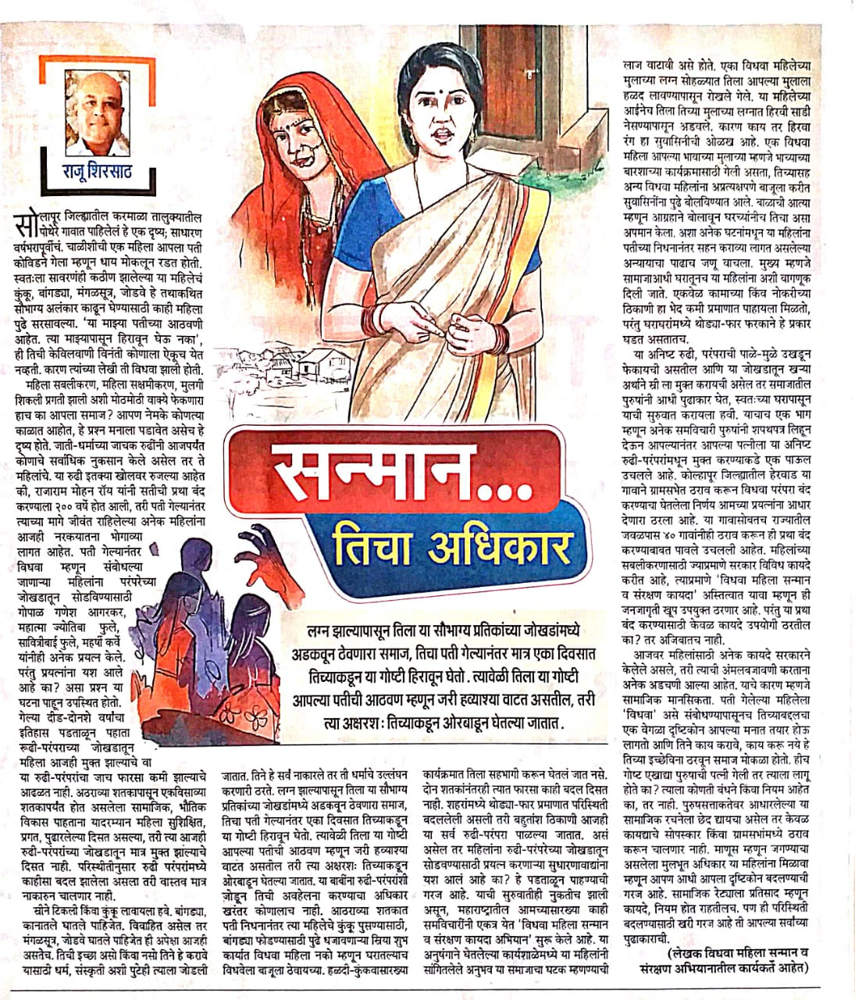 राजू शिरसाठ
सोलापूर जिल्ह्यातील करमाळा तालुक्यातील
पोथरे गावात पाहिलेलं हे एक दृष्य; साधारण
वर्षभरापूर्वीचं. चाळीशीची एक महिला आपला पती
कोविडने गेला म्हणून धाय मोकलून रडत होती.
स्वतःला सावरणंही कठीण झालेल्या या महिलेचं
कुंकू, बांगड्या, मंगळसूत्र, जोडवे हे तथाकथित
सौभाग्य अलंकार काढून घेण्यासाठी काही महिला
पुढे सरसावल्या. 'या माझ्या पतीच्या आठवणी
आहेत. त्या माझ्यापासून हिरावून घेऊ नका',
ही तिची केविलवाणी विनंती कोणाला ऐकूच येत
नव्हती. कारण त्यांच्या लेखी ती विधवा झाली होती.
महिला सबलीकरण, महिला सक्षमीकरण, मुलगी
शिकली प्रगती झाली अशी मोठमोठी वाक्ये फेकणारा
हाच का आपला समाज? आपण नेमके कोणत्या
काळात आहोत, हे प्रश्न मनाला पडावेत असेच हे
दृष्य होते. जाती-धर्माच्या जाचक रुढींनी आजपर्यंत
कोणाचे सर्वाधिक नुकसान केले असेल तर ते
महिलांचे. या रुढी इतक्या खोलवर रुजल्या आहेत
की, राजाराम मोहन रॉय यांनी सतीची प्रथा बंद
करण्याला २०० वर्षे होत आली, तरी पती गेल्यानंतर
त्याच्या मागे जीवंत राहिलेल्या अनेक महिलांना
आजही नरकयातना भोगाव्या
लागत आहेत. पती गेल्यानंतर
विधवा म्हणून संबोधल्या
जाणाऱ्या महिलांना परंपरेच्या
जोखडातून सोडविण्यासाठी
गोपाळ गणेश आगरकर,
महात्मा ज्योतिबा फुले,
सावित्रीबाई फुले, महर्षी कर्वे
यांनीही अनेक प्रयत्न केले.
परंतु प्रयत्नांना यश आले
आहे का? असा प्रश्न या
घटना पाहून उपस्थित होतो.
गेल्या दीड-दोनशे वर्षांचा
इतिहास पडताळून पहाता
रूढी-परंपराच्या जोखडातून
महिला आजही मुक्त झाल्याचे वा
या रुढी-परंपरांचा जाच फारसा कमी झाल्याचे
आढळत नाही. अठराव्या शतकापासून एकविसाव्या
शतकापर्यंत होत असलेला सामाजिक, भौतिक
विकास पाहताना यादरम्यान महिला सुशिक्षित,
प्रगत, पुढारलेल्या दिसत असल्या, तरी त्या आजही
रुढी-परंपरांच्या जोखडातून मात्र मुक्त झाल्याचे
दिसत नाही. परिस्थीतीनुसार रुढी परंपरांमध्ये
काहीसा बदल झालेला असला तरी वास्तव मात्र
नाकारुन चालणार नाही.
स्रीने टिकली किंवा कुंकू लावायला हवे. बांगड्या,
कानातले घातले पाहिजेत. विवाहित असेल तर
मंगळसूत्र, जोडवे घातले पाहिजेत ही अपेक्षा आजही
असतेच. तिची इच्छा असो किंवा नसो तिने हे करावे
यासाठी धर्म, संस्कृती अशी पुटेही त्याला जोडली
सन्मान...
तिचा अधिकार
लग्न झाल्यापासून तिला या सौभाग्य प्रतिकांच्या जोखडांमध्ये
अडकवून ठेवणारा समाज, तिचा पती गेल्यानंतर मात्र एका दिवसात
तिच्याकडून या गोष्टी हिरावून घेतो. त्यावेळी तिला या गोष्टी
आपल्या पतीची आठवण म्हणून जरी हव्याश्या वाटत असतील, तरी
त्या अक्षरश: तिच्याकडून ओरबाडून घेतल्या जातात.
जातात. तिने हे सर्व नाकारले तर ती धर्माचे उल्लंघन
करणारी ठरते. लग्न झाल्यापासून तिला या सौभाग्य
प्रतिकांच्या जोखडांमध्ये अडकवून ठेवणारा समाज,
तिचा पती गेल्यानंतर एका दिवसात तिच्याकडून
या गोष्टी हिरावून घेतो. त्यावेळी तिला या गोष्टी
आपल्या पतीची आठवण म्हणून जरी हव्याश्या
वाटत असतील तरी त्या अक्षरशः तिच्याकडून
ओरबाडून घेतल्या जातात. या बाबींना रुढी-परंपरांशी
जोडून तिची अवहेलना करण्याचा अधिकार
खरंतर कोणालाच नाही. आठराव्या शतकात
पती निधनानंतर त्या महिलेचे कुंकू पुसण्यासाठी,
बांगड्या फोडण्यासाठी पुढे धजावणाऱ्या स्रिया शुभ
कार्यात विधवा महिला नको म्हणून घरातल्याच
विधवेला बाजूला ठेवायच्या. हळदी-कुंकवासारख्या
कार्यक्रमात तिला सहभागी करून घेतलं जात नसे.
दोन शतकांनंतरही त्यात फारसा काही बदल दिसत
नाही. शहरांमध्ये थोड्या-फार प्रमाणात परिस्थिती
बदललेली असली तरी बहुतांश ठिकाणी आजही
या सर्व रुढी-परंपरा पाळल्या जातात. असं
असेल तर महिलांना रुढी-परंपरेच्या जोखडातून
सोडवण्यासाठी प्रयत्न करणाऱ्या सुधारणावाद्यांना
यश आलं आहे का? हे पडताळून पाहण्याची
गरज आहे. याची सुरुवातीही नुकतीच झाली
असून, महाराष्ट्रातील आमच्यासारख्या काही
समविचारींनी एकत्र येत 'विधवा महिला सन्मान
व संरक्षण कायदा अभियान' सुरू केले आहे. या
अनुषंगाने घेतलेल्या कार्यशाळेमध्ये या महिलांनी
सांगितलेले अनुभव या समाजाचा घटक म्हणण्याची
लाज वाटावी असे होते. एका विधवा महिलेच्या
मुलाच्या लग्न सोहळ्यात तिला आपल्या मुलाला
हळद लावण्यापासून रोखले गेले. या महिलेच्या
आईनेच तिला तिच्या मुलाच्या लग्नात हिरवी साडी
नेसण्यापासून अडवले. कारण काय तर हिरवा
रंग हा सुवासिनीची ओळख आहे. एक विधवा
महिला आपल्या भावाच्या मुलाच्या म्हणजे भाच्याच्या
बारशाच्या कार्यक्रमासाठी गेली असता, तिच्यासह
अन्य विधवा महिलांना अप्रत्यक्षपणे बाजूला करीत
सुवासिनींना पुढे बोलविण्यात आले. बाळाची आत्या
म्हणून आग्रहाने बोलावून घरच्यांनीच तिचा असा
अपमान केला. अशा अनेक घटनांमधून या महिलांना
पतीच्या निधनानंतर सहन कराव्या लागत असलेल्या
अन्यायाचा पाढाच जणू वाचला. मुख्य म्हणजे
सामाजाआधी घरातूनच या महिलांना अशी वागणूक
दिली जाते. एकवेळ कामाच्या किंव नोकरीच्या
ठिकाणी हा भेद कमी प्रमाणात पाहायला मिळतो,
परंतु घराघरांमध्ये थोड्या-फार फरकाने हे प्रकार
घडत असतातच.
या अनिष्ट रुढी, परंपराची पाळे-मुळे उखडून
फेकायची असतील आणि या जोखडातून खऱ्या
अर्थाने स्री ला मुक्त करायची असेल तर समाजातील
पुरुषांनी आधी पुढाकार घेत, स्वतःच्या घरापासून
याची सुरुवात करायला हवी. याचाच एक भाग
म्हणून अनेक समविचारी पुरुषांनी शपथपत्र लिहून
देऊन आपल्यानंतर आपल्या पत्नीला या अनिष्ट
रुढी-परंपरांमधून मुक्त करण्याकडे एक पाऊल
उचलले आहे. कोल्हापूर जिल्ह्यातील हेरवाड या
गावाने ग्रामसभेत ठराव करून विधवा परंपरा बंद
करण्याचा घेतलेला निर्णय आमच्या प्रयत्नांना आधार
देणारा ठरला आहे. या गावासोबतच राज्यातील
जवळपास ४० गावांनीही ठराव करून ही प्रथा बंद
करण्याबाबत पावले उचलली आहेत. महिलांच्या
सबलीकरणासाठी ज्याप्रमाणे सरकार विविध कायदे
करीत आहे, त्याप्रमाणे 'विधवा महिला सन्मान
व संरक्षण कायदा' अस्तित्वात यावा म्हणून ही
जनजागृती खूप उपयुक्त ठरणार आहे. परंतु या प्रथा
बंद करण्यासाठी केवळ कायदे उपयोगी ठरतील
का? तर अजिबातच नाही.
आजवर महिलांसाठी अनेक कायदे सरकारने
केलेले असले, तरी त्याची अंमलबजावणी करताना
अनेक अडचणी आल्या आहेत. याचे कारण म्हणजे
सामाजिक मानसिकता. पती गेलेल्या महिलेला
'विधवा' असे संबोधण्यापासूनच तिच्याबदलचा
एक वेगळा दृष्टिकोन आपल्या मनात तयार होऊ
लागतो आणि तिने काय करावे, काय करू नये हे
तिच्या इच्छेविना ठरवून समाज मोकळा होतो. हीच
गोष्ट एखाद्या पुरुषाची पत्नी गेली तर त्याला लागू
होते का? त्याला कोणती बंधने किंवा नियम आहेत
का, तर नाही. पुरुषसत्ताकतेवर आधारलेल्या या
सामाजिक रचनेला छेद द्यायचा असेल तर केवळ
कायद्याचे सोपस्कार किंवा ग्रामसभांमध्ये ठराव
करून चालणार नाही. माणूस म्हणून जगण्याचा
असलेला मुलभूत अधिकार या महिलांना मिळावा
म्हणून आपण आधी आपला दृष्टिकोन बदलण्याची
गरज आहे. सामाजिक रेट्याला प्रतिसाद म्हणून
कायदे, नियम होत राहतीलच. पण ही परिस्थिती
बदलण्यासाठी खरी गरज आहे ती आपल्या सर्वांच्या
पुढाकाराची.
(लेखक विधवा महिला सन्मान व
संरक्षण अभियानातील कार्यकर्ते आहेत)